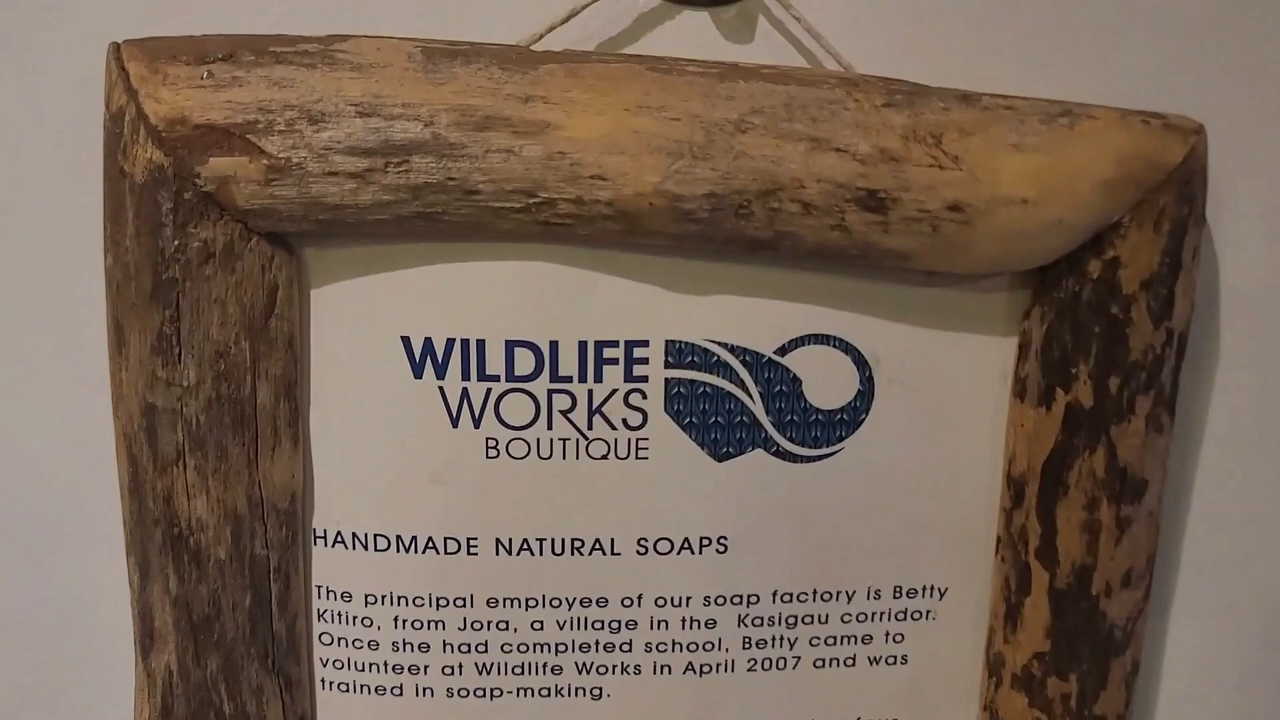 WILDLIFE
WORKS
BOUTIQUE
HANDMADE NATURAL SOAPS
The principal employee of our soap factory is Betty
Kitiro, from Jora, a village in the Kasigau corridor.
Once she had completed school, Betty came to
volunteer at Wildlife Works in April 2007 and was
trained in soap-making.